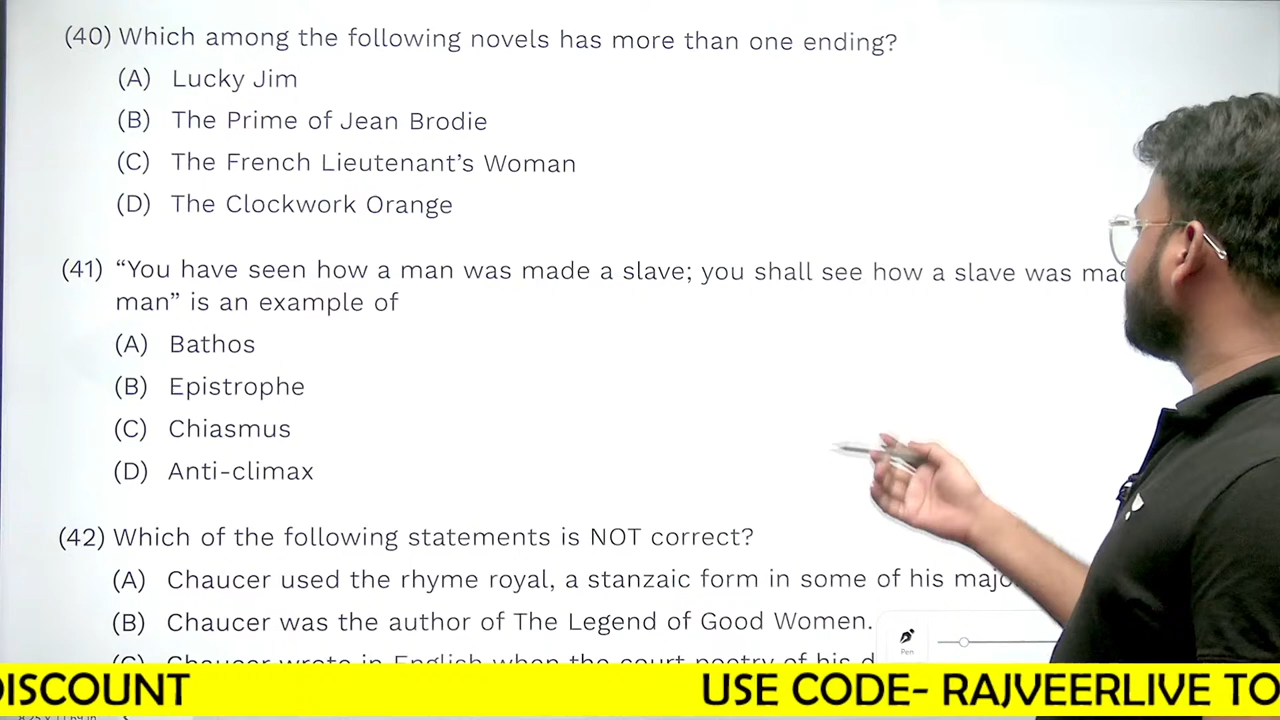 (40) Which among the following novels has more than one ending?
(A) Lucky Jim
(B) The Prime of Jean Brodie
(C) The French Lieutenant's Woman
(D) The Clockwork Orange
(41) “You have seen how a man was made a slave; you shall see how a slave was
man” is an example of
(A) Bathos
(B) Epistrophe
(C) Chiasmus
(D) Anti-climax
(42) Which of the following statements is NOT correct?
(A) Chaucer used the rhyme royal, a stanzaic form in some of his
(B) Chaucer was the author of The Legend of Good Women.
Pen
(C) Chaucer wrote in English when the court poetry of his
DISCOUNT USE CODE- RAJVEERLIVE TO